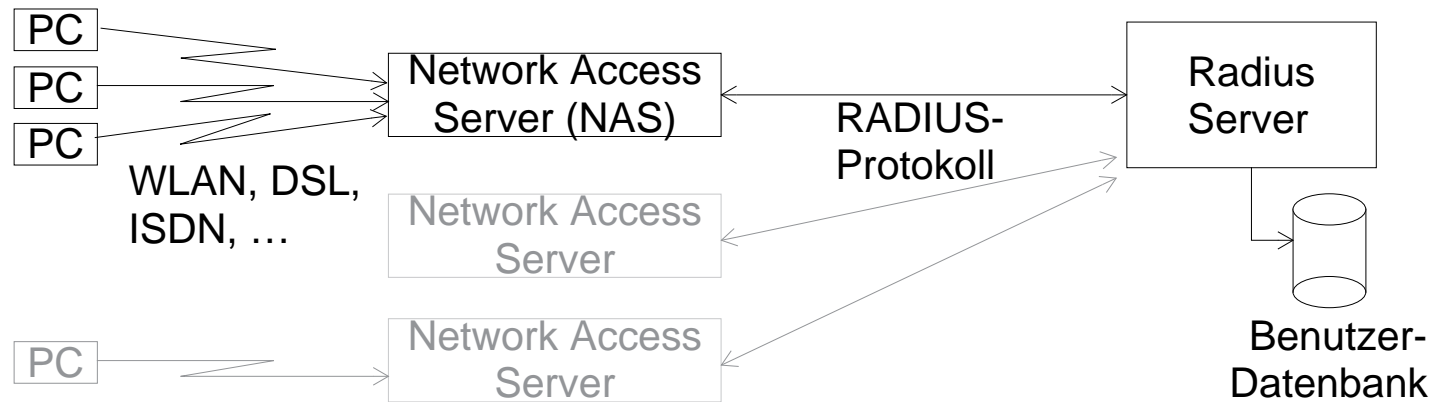 PC
PC
PC
WLAN, DSL,
ISDN, …
Network Access
Server (NAS)
RADIUS-
Protokoll
Radius
Server
Network Access
Server
PC
Network Access
Server
Benutzer-
Datenbank